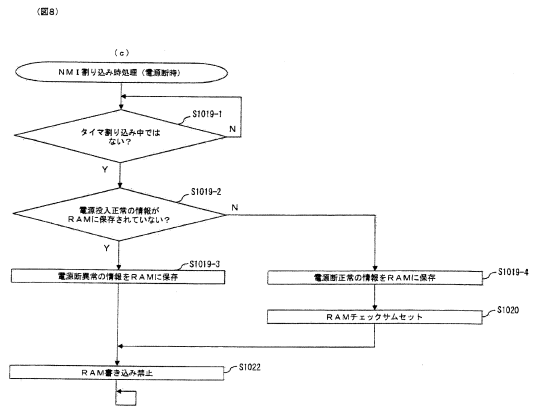 (図8)
(c)
NMI割り込み時処理(電源断時)
S1019-1
タイマ割り込み中では
ない?
N
Y
S1019-2
電源投入正常の情報が
RAMに保存されていない?
N
Y
S1019-3
電源断異常の情報をRAMに保存
S1019-4
電源断正常の情報をRAMに保存
S1020
RAMチェックサムセット
S1022
RAM書き込み禁止